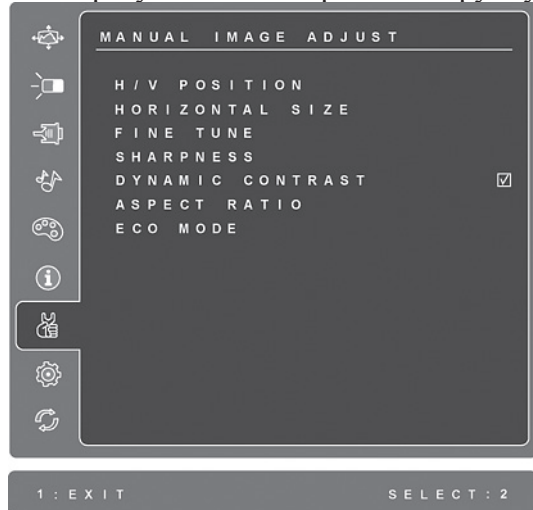 MANUAL IMAGE ADJUST
H/V POSITION
HORIZONTAL SIZE
FINE TUNE
SHARPNESS
DYNAMIC CONTRAST
ASPECT RATIO
ECO MODE
1:EXIT SELECT:2